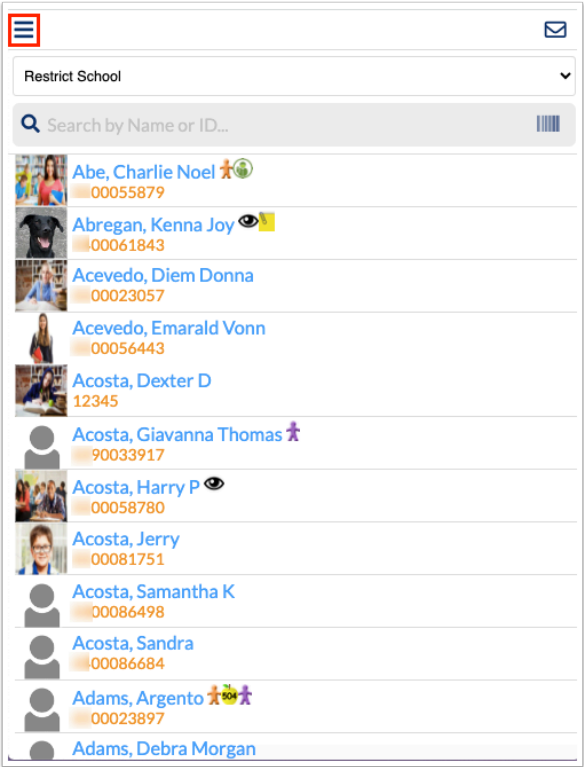 Restrict School
Search by Name or ID...
Abe, Charlie Noel
00055879
Abregan, Kenna Joy
00061843
Acevedo, Diem Donna
00023057
Acevedo, Emarald Vonn
00056443
Acosta, Dexter D
12345
Acosta, Giavanna Thomas
90033917
Acosta, Harry P
00058780
Acosta, Jerry
00081751
Acosta, Samantha K
00086498
Acosta, Sandra
00086684
Adams, Argento 504
00023897
Adams, Debra Morgan